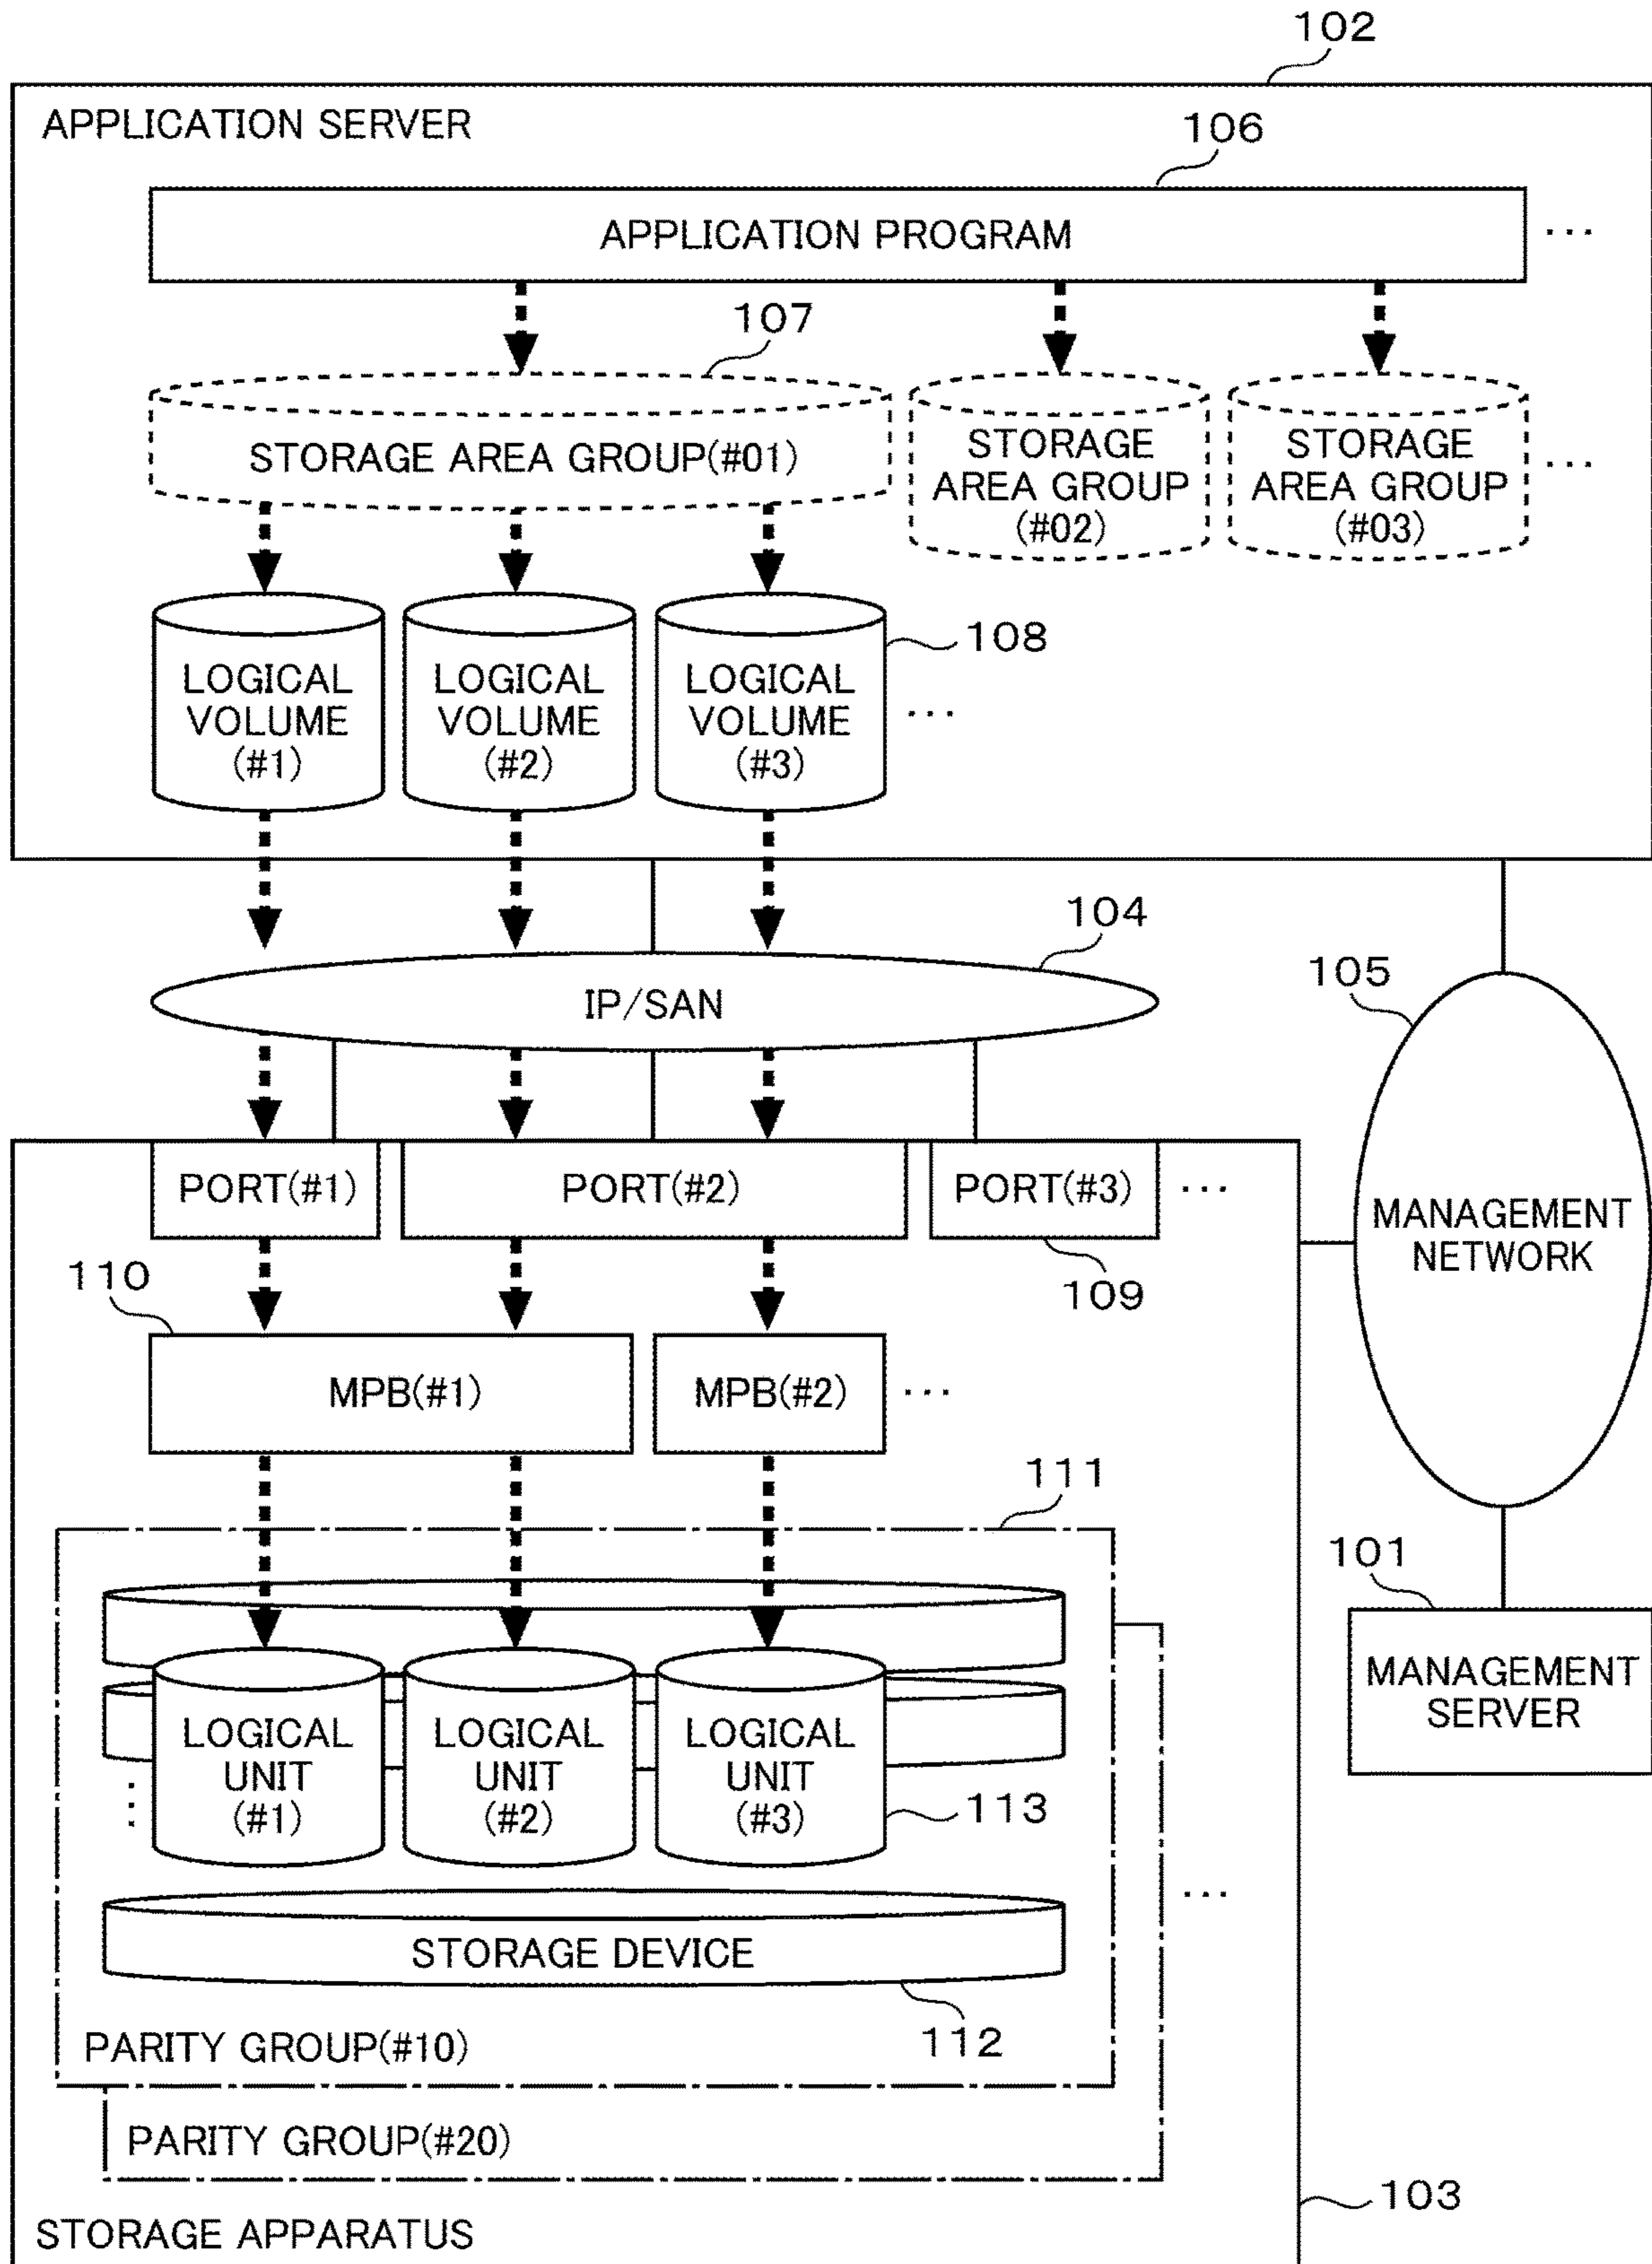 102
APPLICATION SERVER
106
APPLICATION PROGRAM
...
107
STORAGE AREA GROUP(#01)
STORAGE
AREA GROUP
(#02)
STORAGE
AREA GROUP
(#03)
...
LOGICAL
VOLUME
(#1)
LOGICAL
VOLUME
(#2)
LOGICAL
VOLUME
(#3)
108
...
104
IP/SAN
105
MANAGEMENT
NETWORK
PORT(#1)
PORT(#2)
PORT(#3)
...
109
110
MPB(#1)
MPB(#2)
...
111
101
MANAGEMENT
SERVER
LOGICAL
UNIT
(#1)
LOGICAL
UNIT
(#2)
LOGICAL
UNIT
(#3)
113
...
...
STORAGE DEVICE
112
PARITY GROUP(#10)
PARITY GROUP(#20)
103
STORAGE APPARATUS